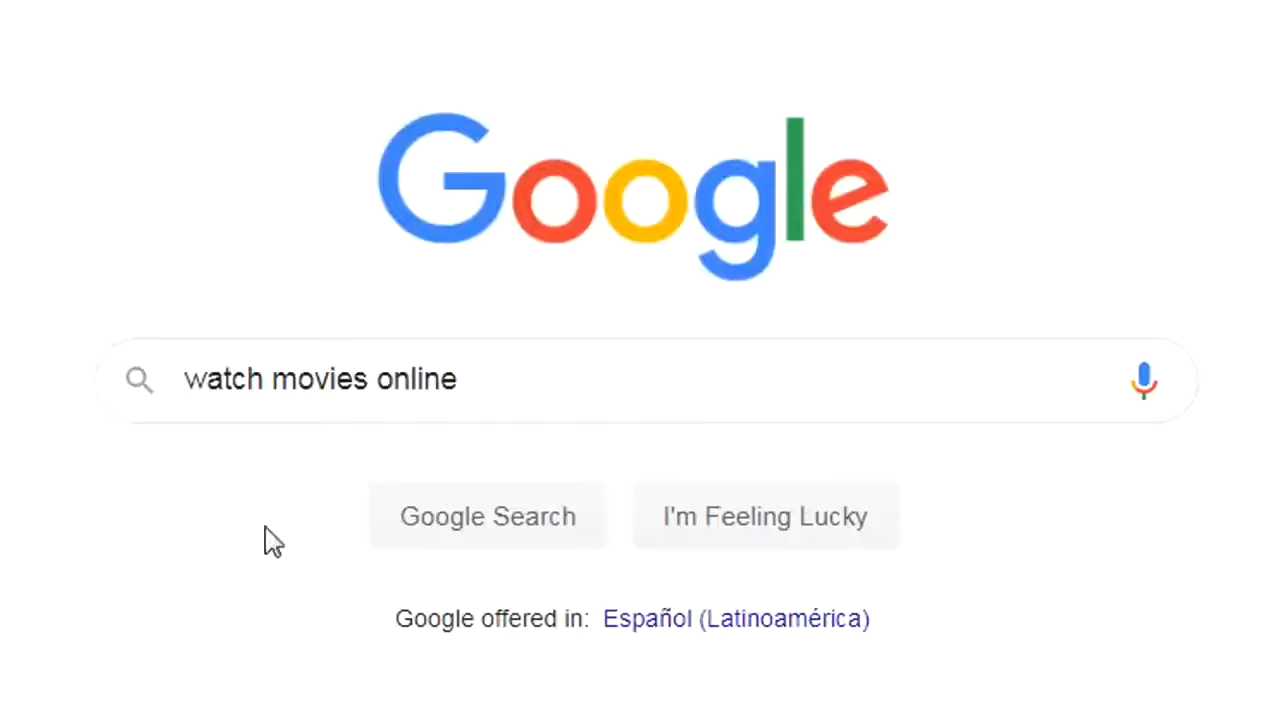 Google
watch movies online
Google Search
I'm Feeling Lucky
Google offered in: Español (Latinoamérica)